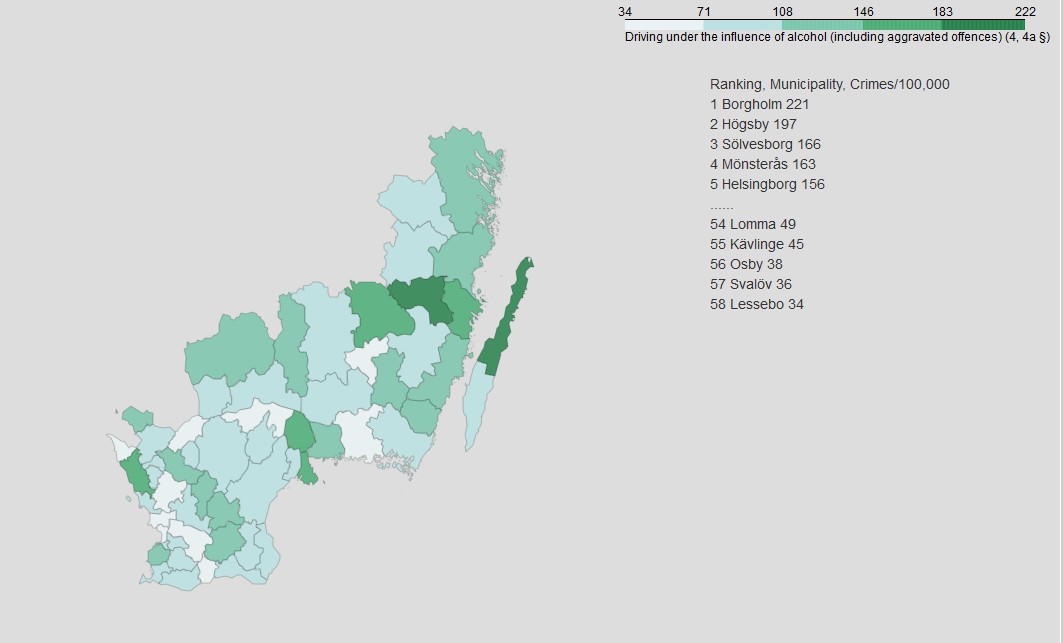 34 71 108 146 183 222
Driving under the influence of alcohol (including aggravated offences) (4, 4a §)
Ranking, Municipality, Crimes/100,000
1 Borgholm 221
2 Högsby 197
3 Sölvesborg 166
4 Mönsterås 163
5 Helsingborg 156
......
54 Lomma 49
55 Kävlinge 45
56 Osby 38
57 Svalöv 36
58 Lessebo 34